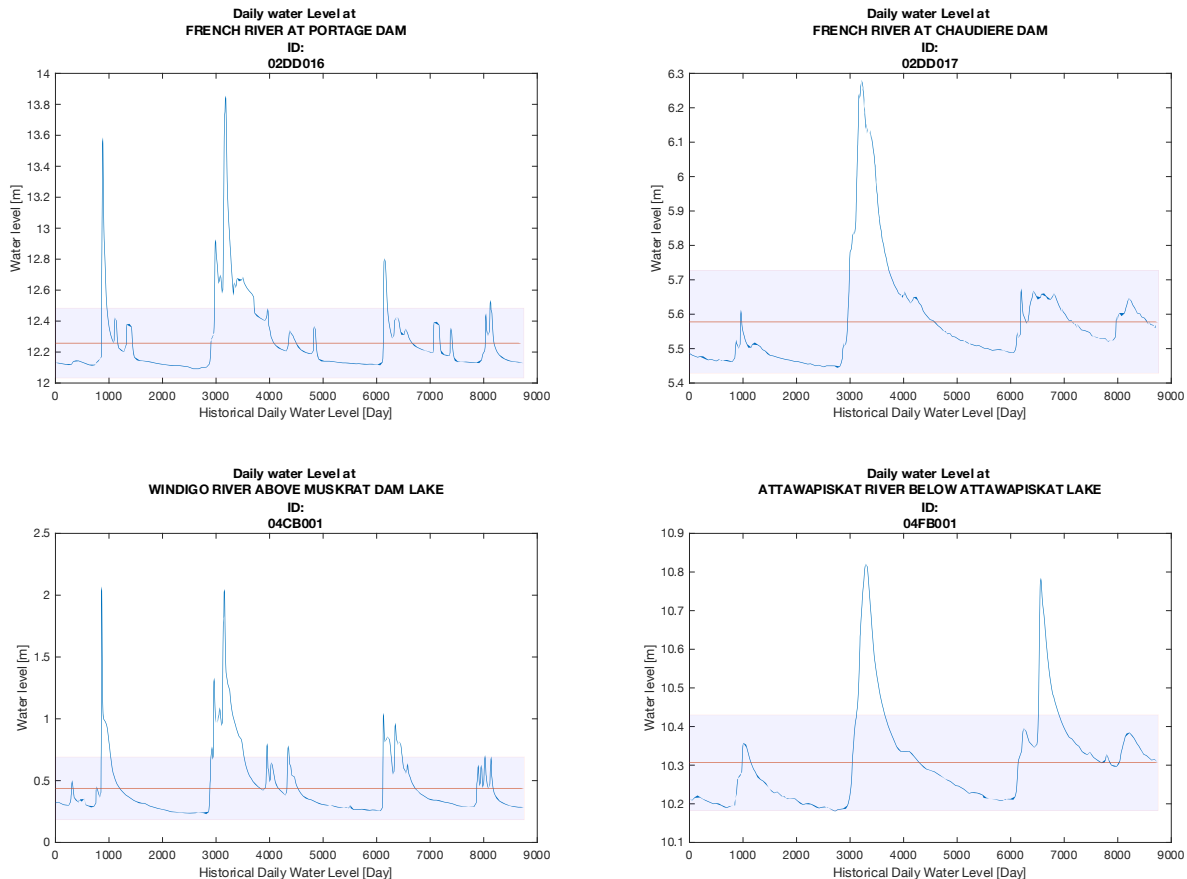 Daily water Level at
FRENCH RIVER AT PORTAGE DAM
ID:
02DD016
14
13.8
13.6
13.4
13.2
13
12.8
12.6
12.4
12.2
12
Water level [m]
0 1000 2000 3000 4000 5000 6000 7000 8000 9000
Historical Daily Water Level [Day]
Daily water Level at
FRENCH RIVER AT CHAUDIERE DAM
ID:
02DD017
6.3
6.2
6.1
6
5.9
5.8
5.7
5.6
5.5
5.4
Water level [m]
0 1000 2000 3000 4000 5000 6000 7000 8000 9000
Historical Daily Water Level [Day]
Daily water Level at
WINDIGO RIVER ABOVE MUSKRAT DAM LAKE
ID:
04CB001
2.5
2
1.5
1
0.5
0
Water level [m]
0 1000 2000 3000 4000 5000 6000 7000 8000 9000
Historical Daily Water Level [Day]
Daily water Level at
ATTAWAPISKAT RIVER BELOW ATTAWAPISKAT LAKE
ID:
04FB001
10.9
10.8
10.7
10.6
10.5
10.4
10.3
10.2
10.1
Water level [m]
0 1000 2000 3000 4000 5000 6000 7000 8000 9000
Historical Daily Water Level [Day]